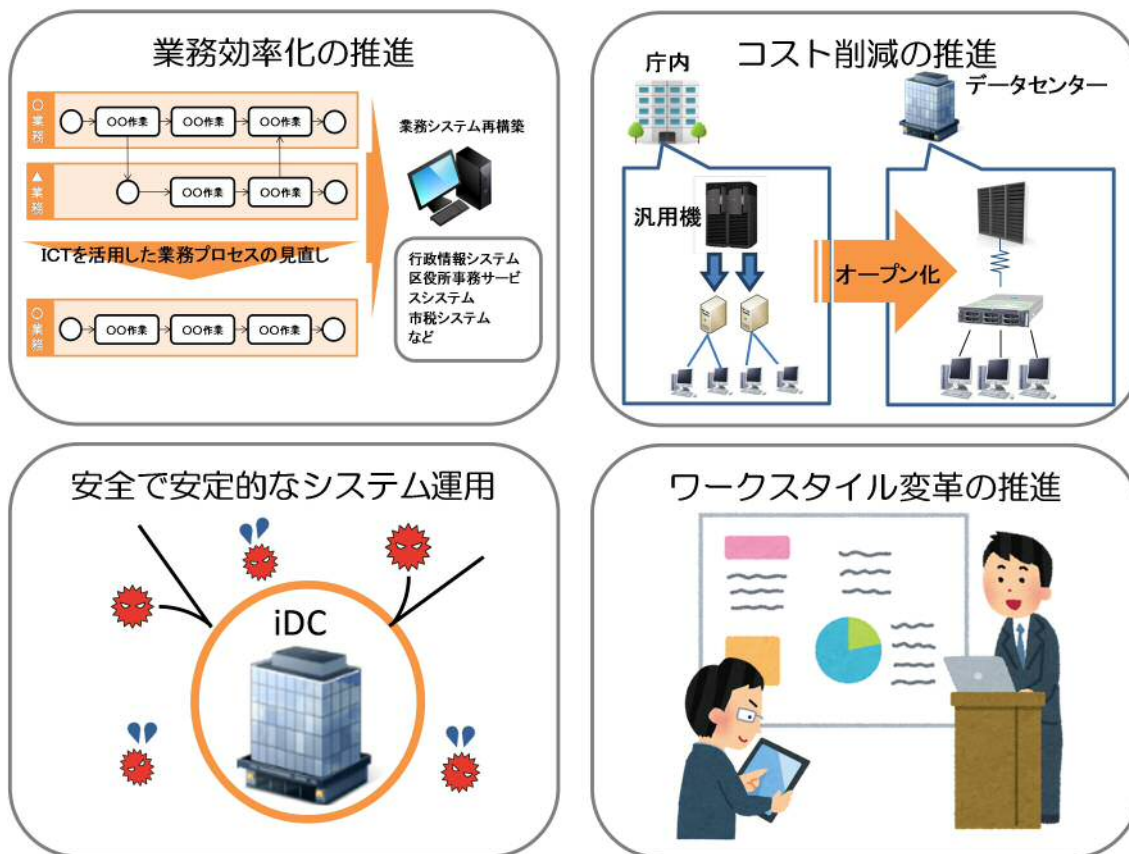 業務効率化の推進
○業務
○○作業
○○作業
○○作業
▲業務
○○作業
○○作業
ICTを活用した業務プロセスの見直し
○業務
○○作業
○○作業
○○作業
業務システム再構築
行政情報システム
区役所事務サービ
スシステム
市税システム
など
コスト削減の推進
庁内
データセンター
汎用機
オープン化
安全で安定的なシステム運用
iDC
ワークスタイル変革の推進